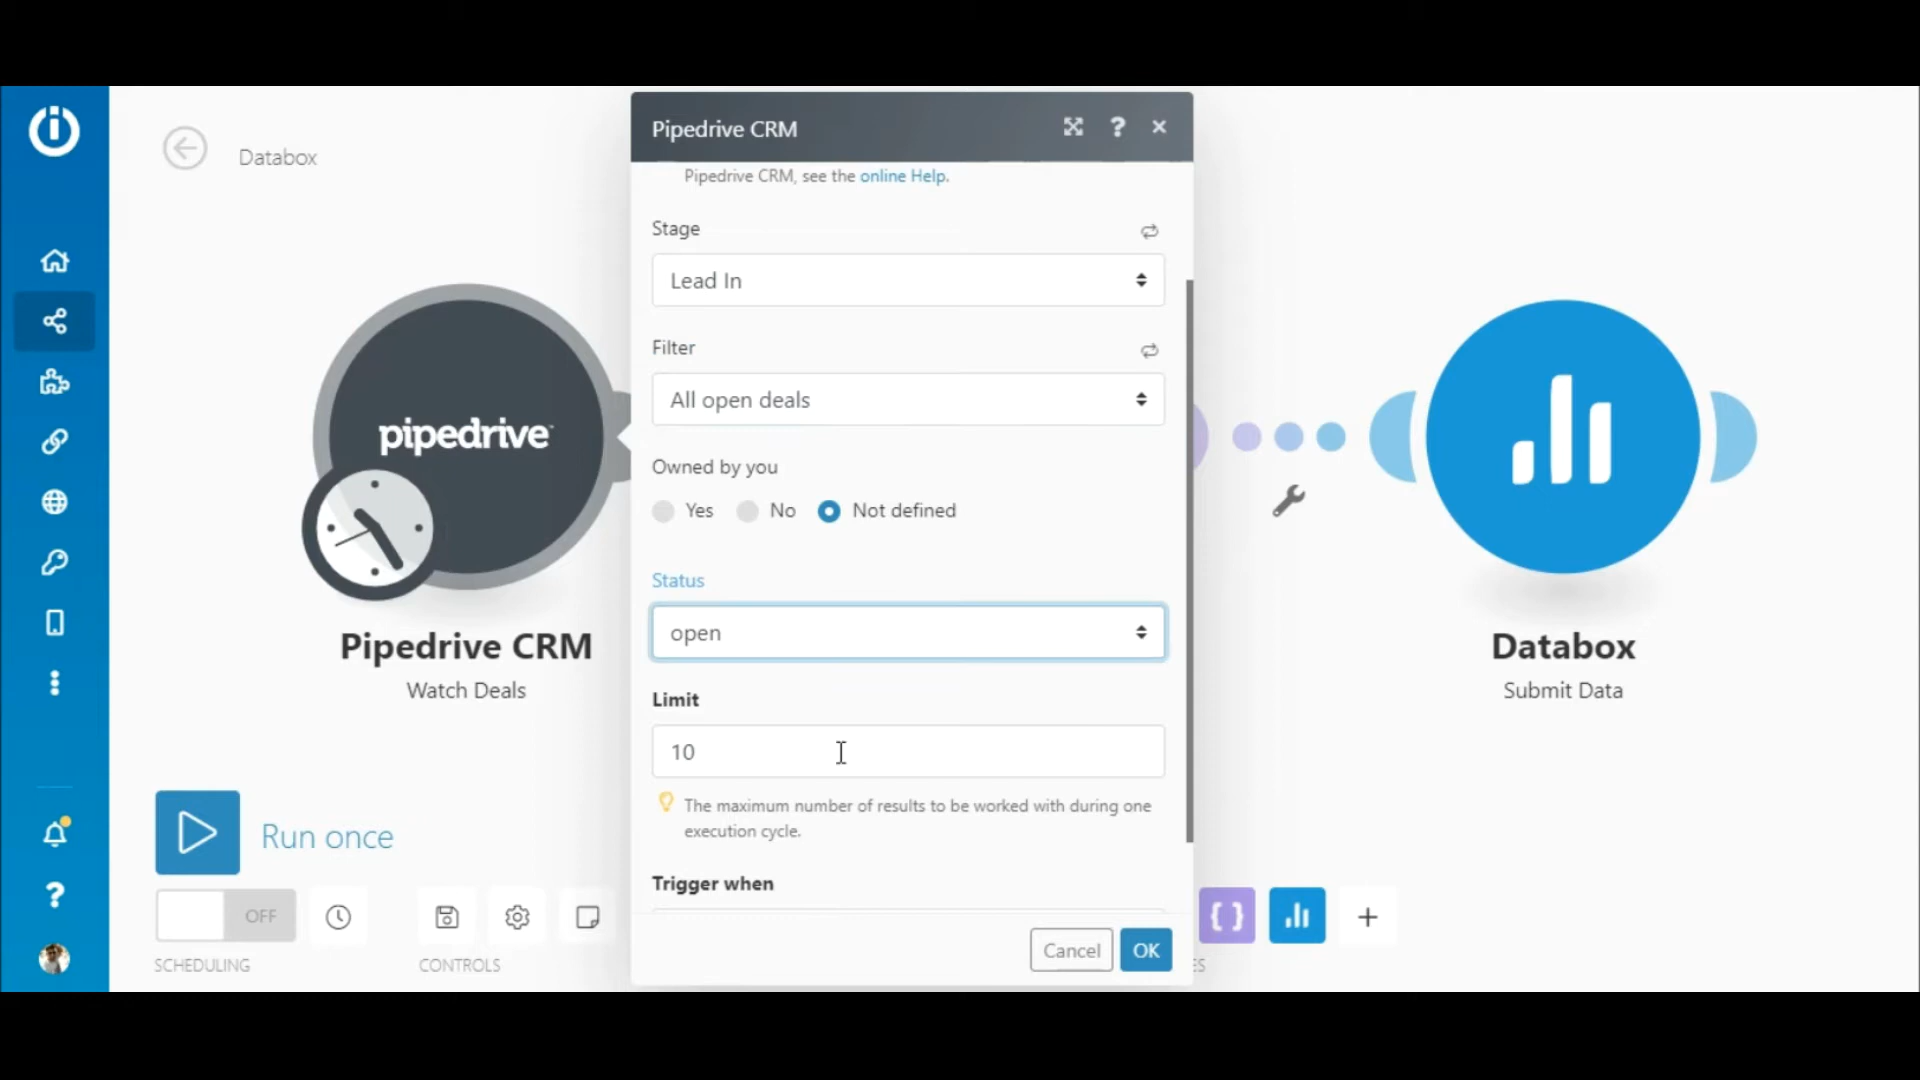 Databox
Pipedrive CRM
?
Pipedrive CRM, see the online Help.
Stage
Lead In
Filter
All open deals
Owned by you
Yes No Not defined
Status
open
Limit
10
The maximum number of results to be worked with during one
execution cycle.
Trigger when
Cancel OK
pipedrive
Pipedrive CRM
Watch Deals
Databox
Submit Data
Run once
OFF
SCHEDULING
CONTROLS
ES
?